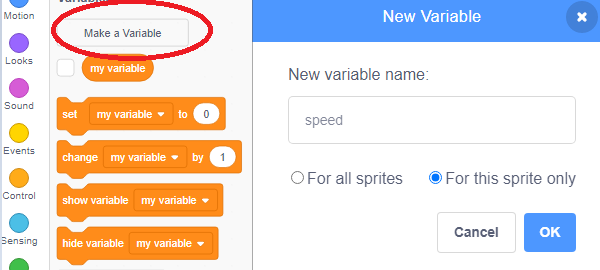 Motion
Looks
Sound
Events
Control
Sensing
Make a Variable
my variable
set my variable to 0
change my variable by 1
show variable my variable
hide variable my variable
New Variable
New variable name:
speed
For all sprites
For this sprite only
Cancel
OK